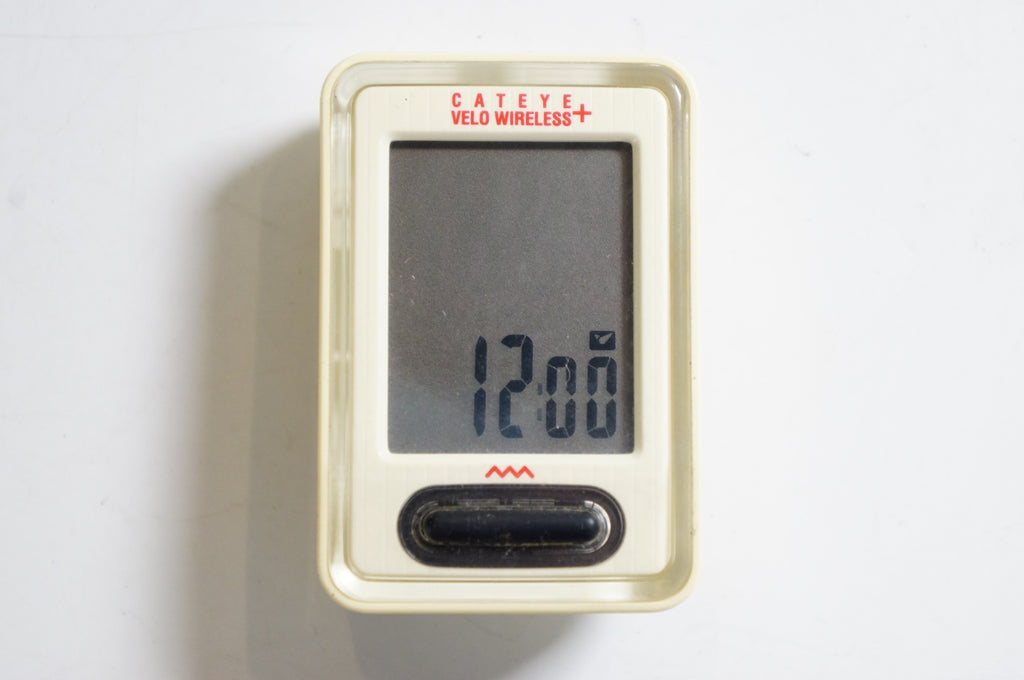 CATEYE
VELO WIRELESS+
12:00